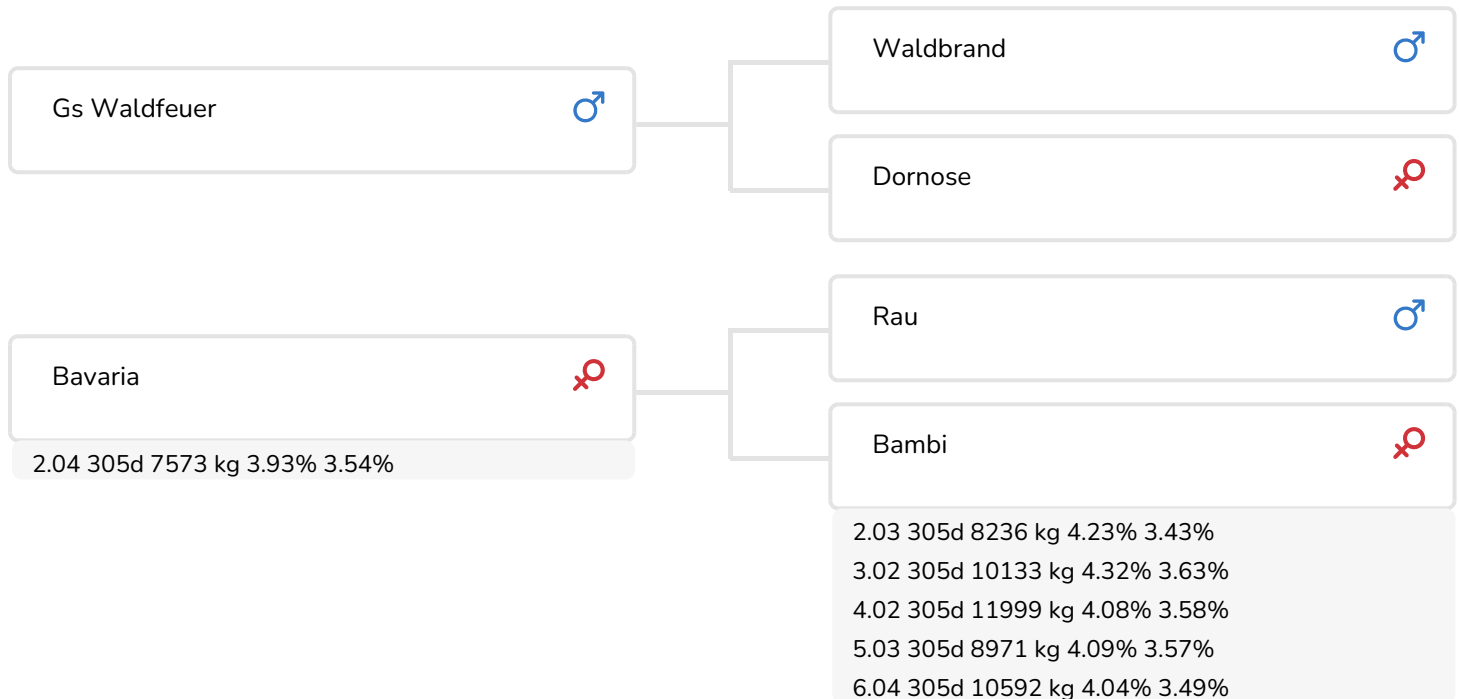 Waldbrand
Gs Waldfeuer
Dornose
Rau
Bavaria
2.04 305d 7573 kg 3.93% 3.54%
Bambi
2.03 305d 8236 kg 4.23% 3.43%
3.02 305d 10133 kg 4.32% 3.63%
4.02 305d 11999 kg 4.08% 3.58%
5.03 305d 8971 kg 4.09% 3.57%
6.04 305d 10592 kg 4.04% 3.49%